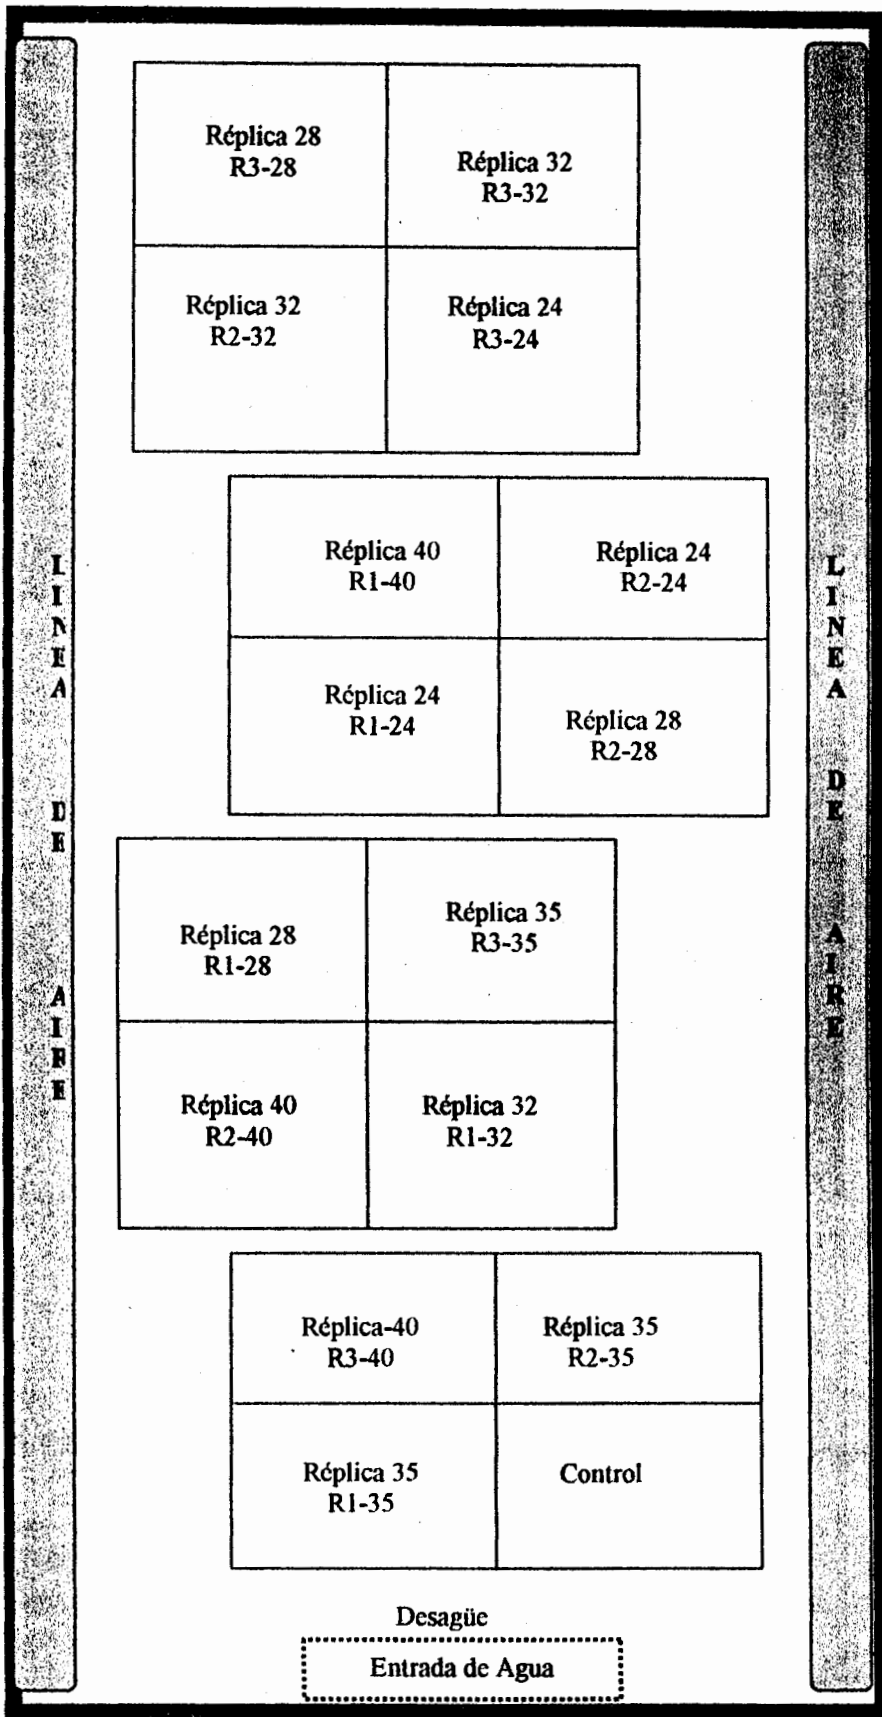 Réplica 28
R3-28
Réplica 32
R3-32
Réplica 32
R2-32
Réplica 24
R3-24
Réplica 40
R1-40
Réplica 24
R2-24
Réplica 24
R1-24
Réplica 28
R2-28
Réplica 28
R1-28
Réplica 35
R3-35
Réplica 40
R2-40
Réplica 32
R1-32
Réplica-40
R3-40
Réplica 35
R2-35
Réplica 35
R1-35
Control
LINEA DE AIRE
LINEA DE AIRE
Desagüe
Entrada de Agua